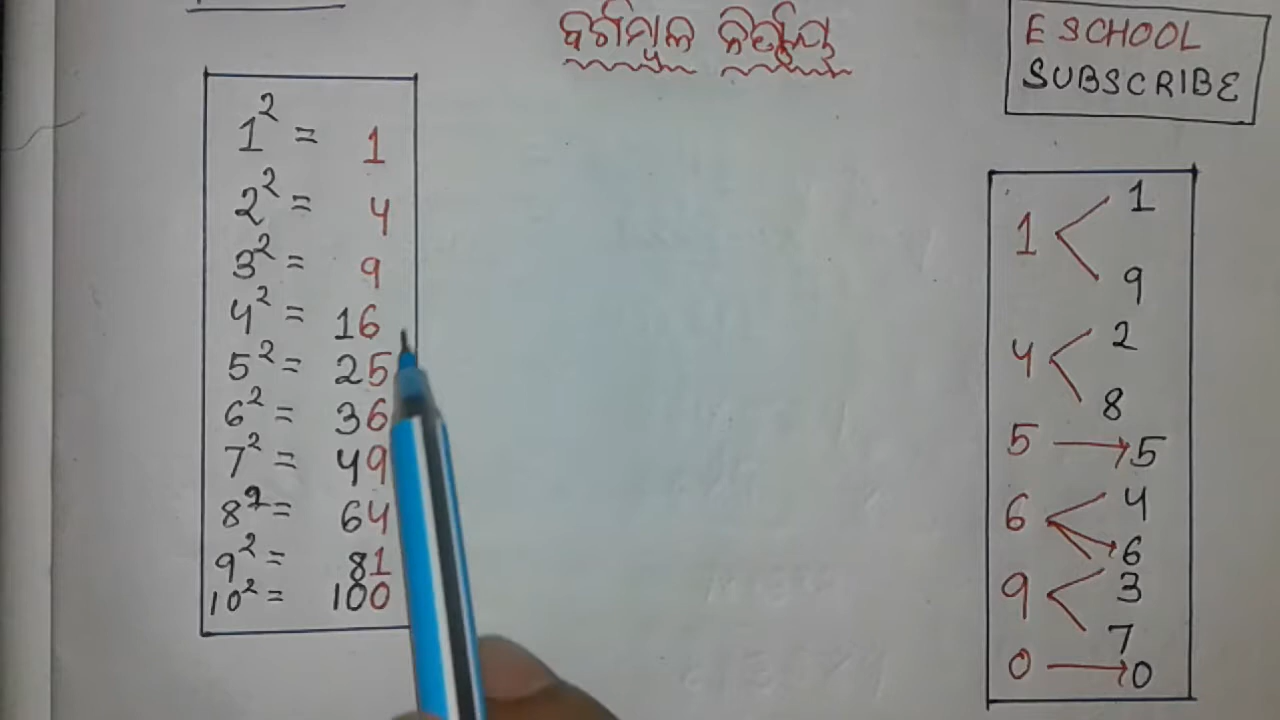 ବର୍ଗମୂଳ ନିର୍ଣ୍ଣୟ
E SCHOOL
SUBSCRIBE
1² = 1
2² = 4
3² = 9
4² = 16
5² = 25
6² = 36
7² = 49
8² = 64
9² = 81
10² = 100
1 < 1
9
4 < 2
8
5 → 5
6 < 4
6
9 < 3
7
0 → 0